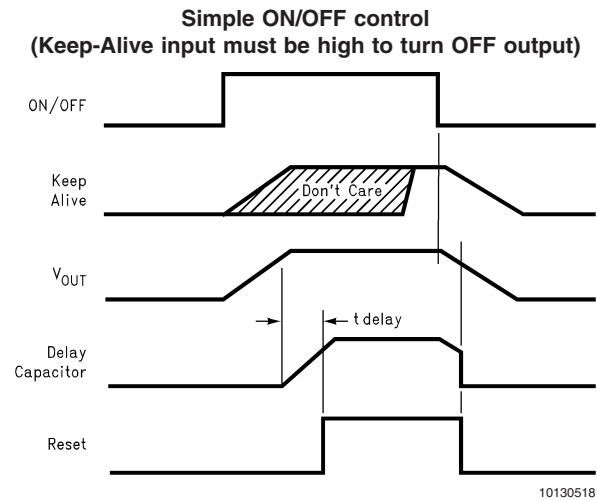 Simple ON/OFF control
(Keep-Alive input must be high to turn OFF output)
ON/OFF
Keep
Alive
Don't Care
VOUT
t delay
Delay
Capacitor
Reset
10130518